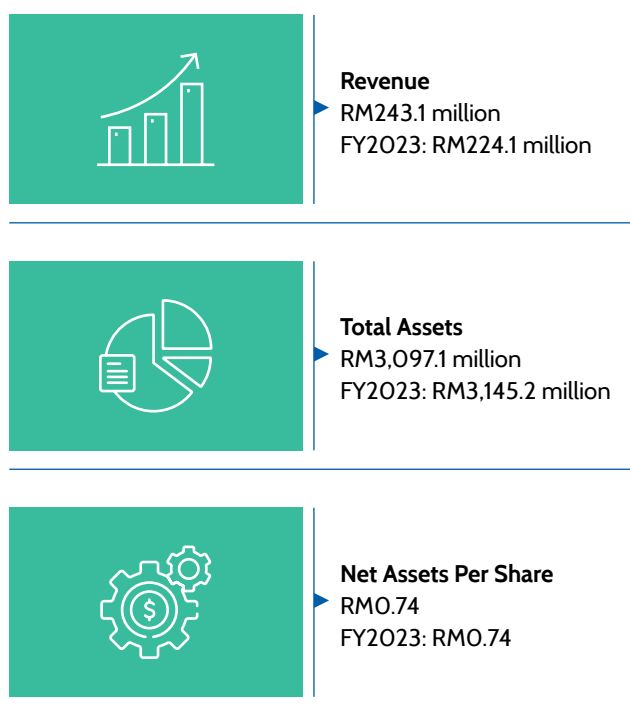 Revenue
RM243.1 million
FY2023: RM224.1 million
Total Assets
RM3,097.1 million
FY2023: RM3,145.2 million
$
Net Assets Per Share
RM0.74
FY2023: RM0.74